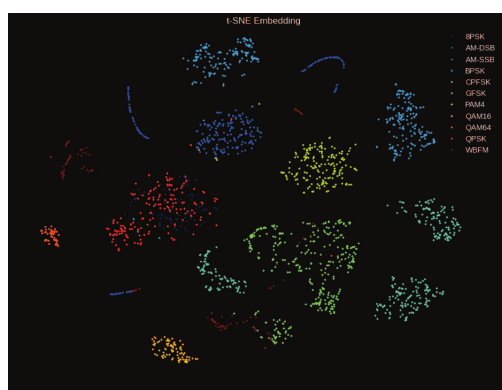 t-SNE Embedding
8PSK
AM-DSB
AM-SSB
BPSK
CPFSK
GFSK
PAM4
QAM16
QAM64
QPSK
WBFM